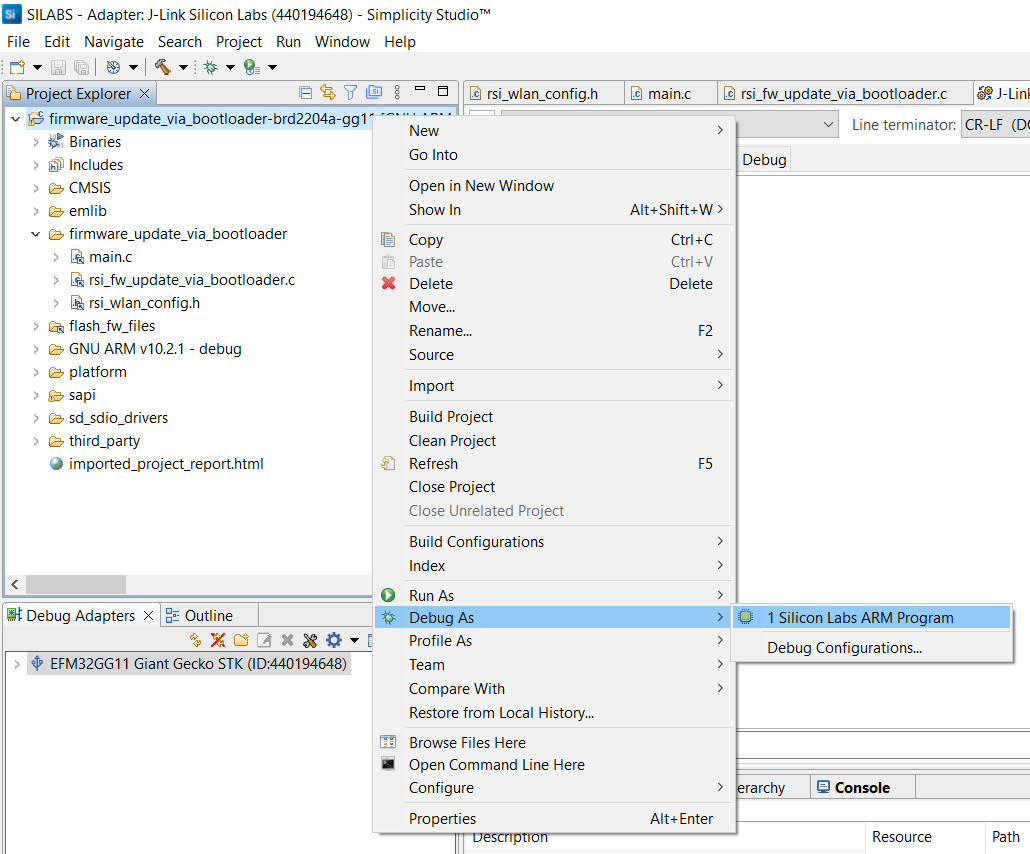 SILABS - Adapter: J-Link Silicon Labs (440194648) - Simplicity Studio™
File Edit Navigate Search Project Run Window Help
Project Explorer
firmware_update_via_bootloader-brd2204a-gg11 [GNU ARM
Binaries
Includes
CMSIS
emlib
firmware_update_via_bootloader
main.c
rsi_fw_update_via_bootloader.c
rsi_wlan_config.h
flash_fw_files
GNU ARM v10.2.1 - debug
platform
sapi
sd_sdio_drivers
third_party
imported_project_report.html
Debug Adapters
Outline
EFM32GG11 Giant Gecko STK (ID:440194648)
rsi_wlan_config.h
main.c
rsi_fw_update_via_bootloader.c
J-Link
Line terminator:
CR-LF (DO
Debug
New
Go Into
Open in New Window
Show In Alt+Shift+W
Copy Ctrl+C
Paste Ctrl+V
Delete Delete
Move...
Rename... F2
Source
Import
Build Project
Clean Project
Refresh F5
Close Project
Close Unrelated Project
Build Configurations
Index
Run As
Debug As
Profile As
Team
Compare With
Restore from Local History...
Browse Files Here
Open Command Line Here
Configure
Properties Alt+Enter
1 Silicon Labs ARM Program
Debug Configurations...
erarchy
Console
Description Resource Path